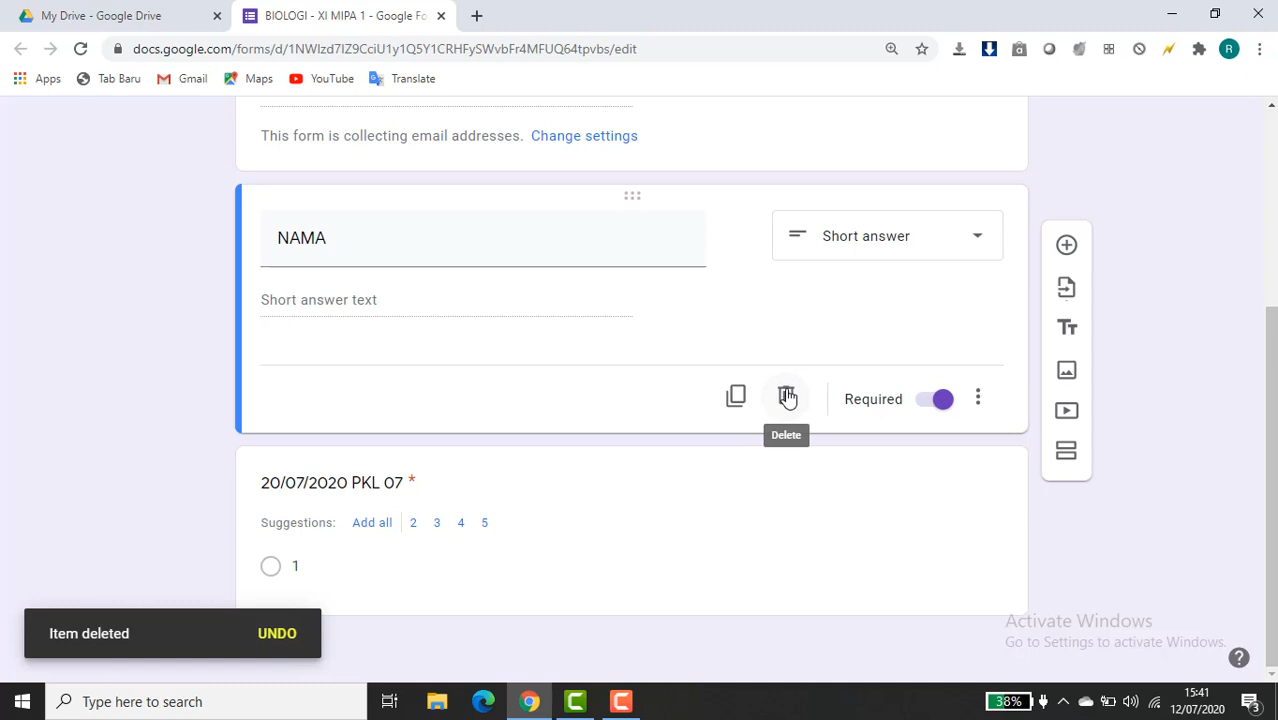 My Drive - Google Drive
BIOLOGI - XI MIPA 1 - Google Fo
docs.google.com/forms/d/1NWIzd7lZ9CciU1y1Q5Y1CRHFySWvbFr4MFUQ64tpvbs/edit
R
Apps
Tab Baru
Gmail
Maps
YouTube
Translate
This form is collecting email addresses. Change settings
NAMA
Short answer
Short answer text
Required
Delete
20/07/2020 PKL 07 *
Suggestions: Add all 2 3 4 5
1
Item deleted UNDO
Activate Windows
Go to Settings to activate Windows.
Type here to search
38%
15:41
12/07/2020
3